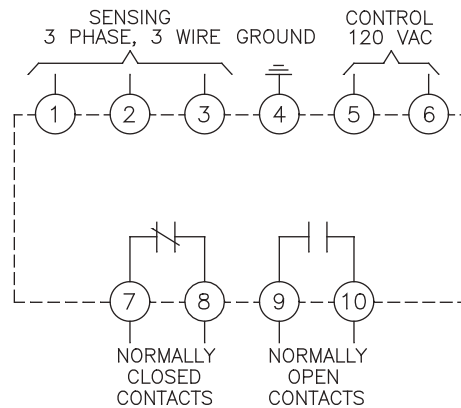 SENSING
3 PHASE, 3 WIRE
GROUND
CONTROL
120 VAC
1 2 3 4 5 6
7 8 9 10
NORMALLY
CLOSED
CONTACTS
NORMALLY
OPEN
CONTACTS